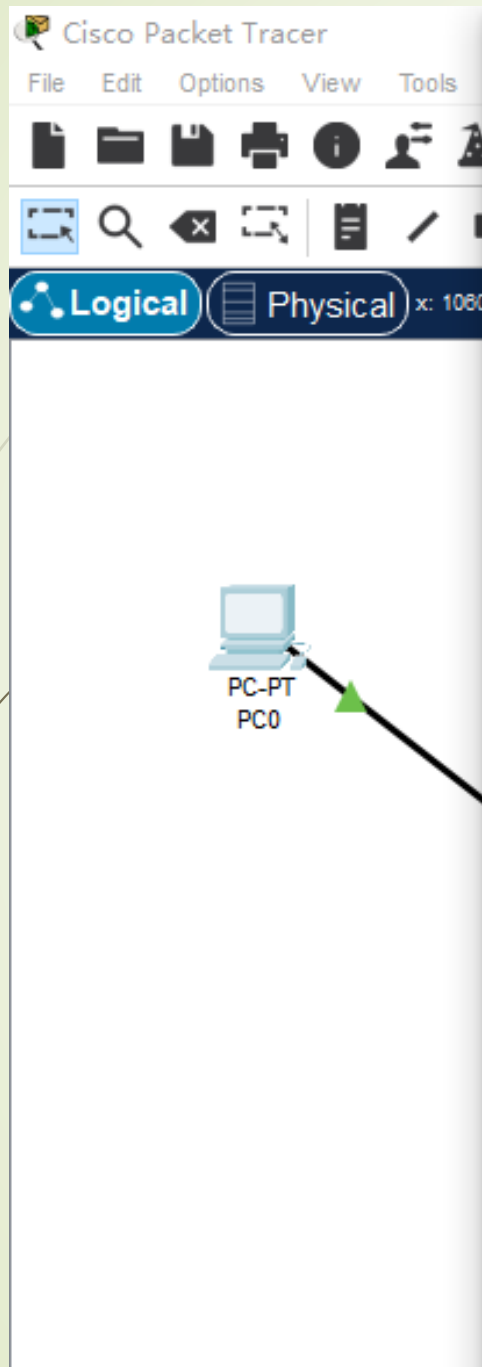 Cisco Packet Tracer
File Edit Options View Tools
Logical Physical x: 1060
PC-PT
PC0